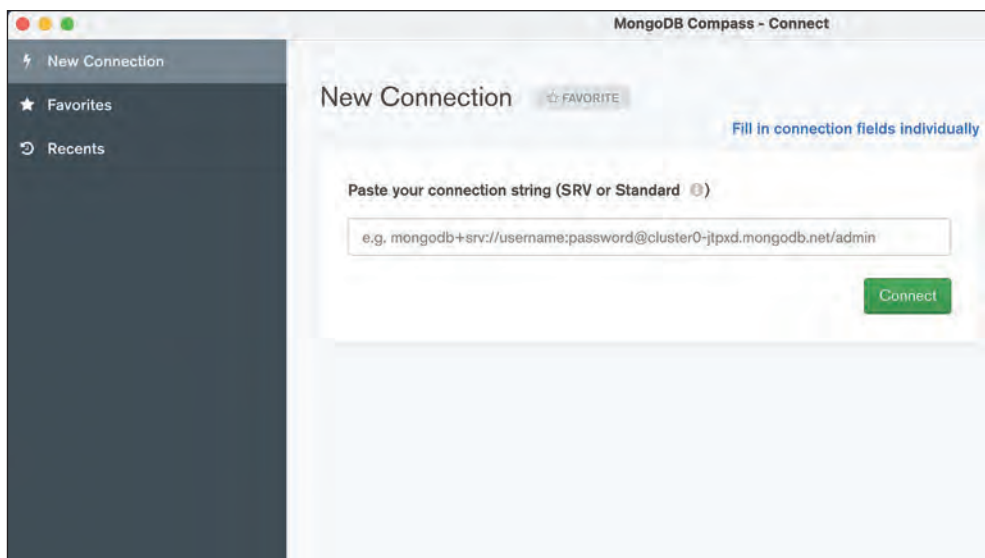 MongoDB Compass - Connect
New Connection
Favorites
Recents
New Connection
FAVORITE
Fill in connection fields individually
Paste your connection string (SRV or Standard )
e.g. mongodb+srv://username:password@cluster0-jtpxd.mongodb.net/admin
Connect